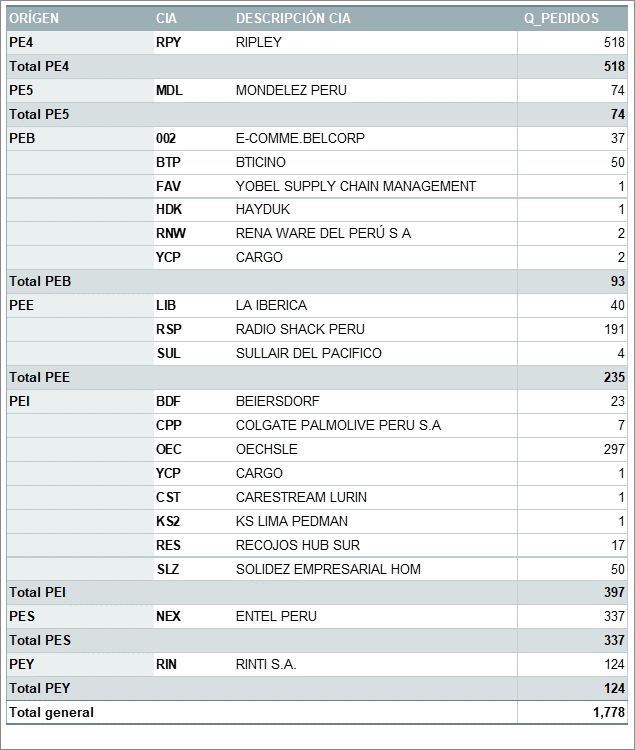 ORÍGEN CIA DESCRIPCIÓN CIA Q_PEDIDOS
PE4 RPY RIPLEY 518
Total PE4 518
PE5 MDL MONDELEZ PERU 74
Total PE5 74
PEB 002 E-COMME.BELCORP 37
BTP BTICINO 50
FAV YOBEL SUPPLY CHAIN MANAGEMENT 1
HDK HAYDUK 1
RNW RENA WARE DEL PERÚ S A 2
YCP CARGO 2
Total PEB 93
PEE LIB LA IBERICA 40
RSP RADIO SHACK PERU 191
SUL SULLAIR DEL PACIFICO 4
Total PEE 235
PEI BDF BEIERSDORF 23
CPP COLGATE PALMOLIVE PERU S.A 7
OEC OECHSLE 297
YCP CARGO 1
CST CARESTREAM LURIN 1
KS2 KS LIMA PEDMAN 1
RES RECOJOS HUB SUR 17
SLZ SOLIDEZ EMPRESARIAL HOM 50
Total PEI 397
PES NEX ENTEL PERU 337
Total PES 337
PEY RIN RINTI S.A. 124
Total PEY 124
Total general 1,778